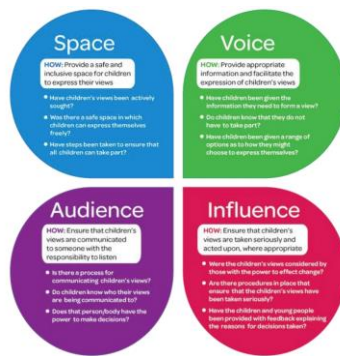 Space
HOW: Provide a safe and
inclusive space for children
to express their views
Have children's views been actively
sought?
Was there a safe space in which
children can express themselves
freely?
Have steps been taken to ensure that
all children can take part?
Voice
HOW: Provide appropriate
information and facilitate the
expression of children's views
Have children been given the
information they need to form a view?
Do children know that they do not
have to take part?
Have children been given a range of
options as to how they might
choose to express themselves?
Audience
HOW: Ensure that children's
views are communicated to
someone with the
responsibility to listen
Is there a process for
communicating children's views?
Do children know who their views
are being communicated to?
Does that person/body have the
power to make decisions?
Influence
HOW: Ensure that children's
views are taken seriously and
acted upon, where appropriate
Were the children's views considered by
those with the power to effect change?
Are there procedures in place that
ensure that the children's views have
been taken seriously?
Have the children and young people
been provided with feedback explaining
the reasons for decisions taken?